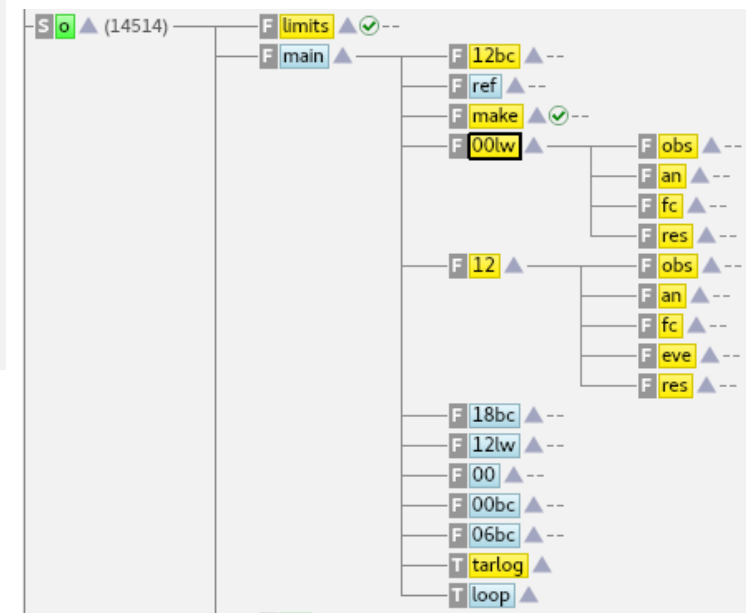 S o (14514) F limits --
F main F 12bc --
F ref --
F make --
F 00lw F obs --
F an --
F fc --
F res --
F 12 F obs --
F an --
F fc --
F eve --
F res --
F 18bc --
F 12lw --
F 00 --
F 00bc --
F 06bc --
T tarlog
T loop